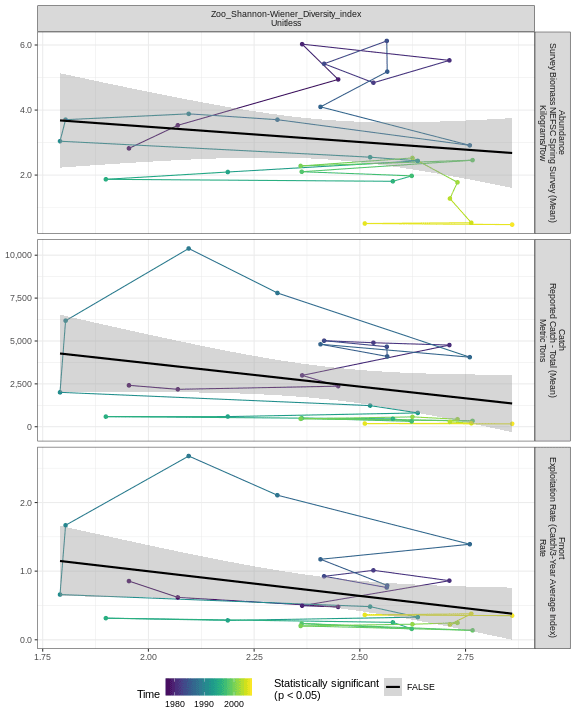 Zoo_Shannon-Wiener_Diversity_index
Unitless
6.0
4.0
2.0
Abundance
Survey Biomass NEFSC Spring Survey (Mean)
Kilograms/Tow
10,000
7,500
5,000
2,500
0
Catch
Reported Catch - Total (Mean)
Metric Tons
2.0
1.0
0.0
Fmort
Exploitation Rate (Catch/3-Year Average Index)
Rate
1.75 2.00 2.25 2.50 2.75
Time
1980 1990 2000
Statistically significant
(p < 0.05)
FALSE